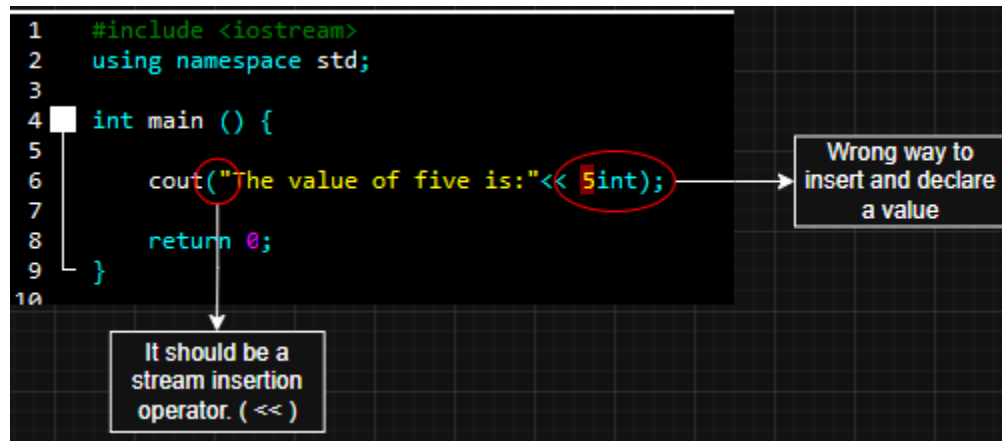 1 #include <iostream>
2 using namespace std;
3
4 int main () {
5
6 cout("The value of five is:"<< 5int);
7
8 return 0;
9 }
10
Wrong way to
insert and declare
a value
It should be a
stream insertion
operator. ( << )